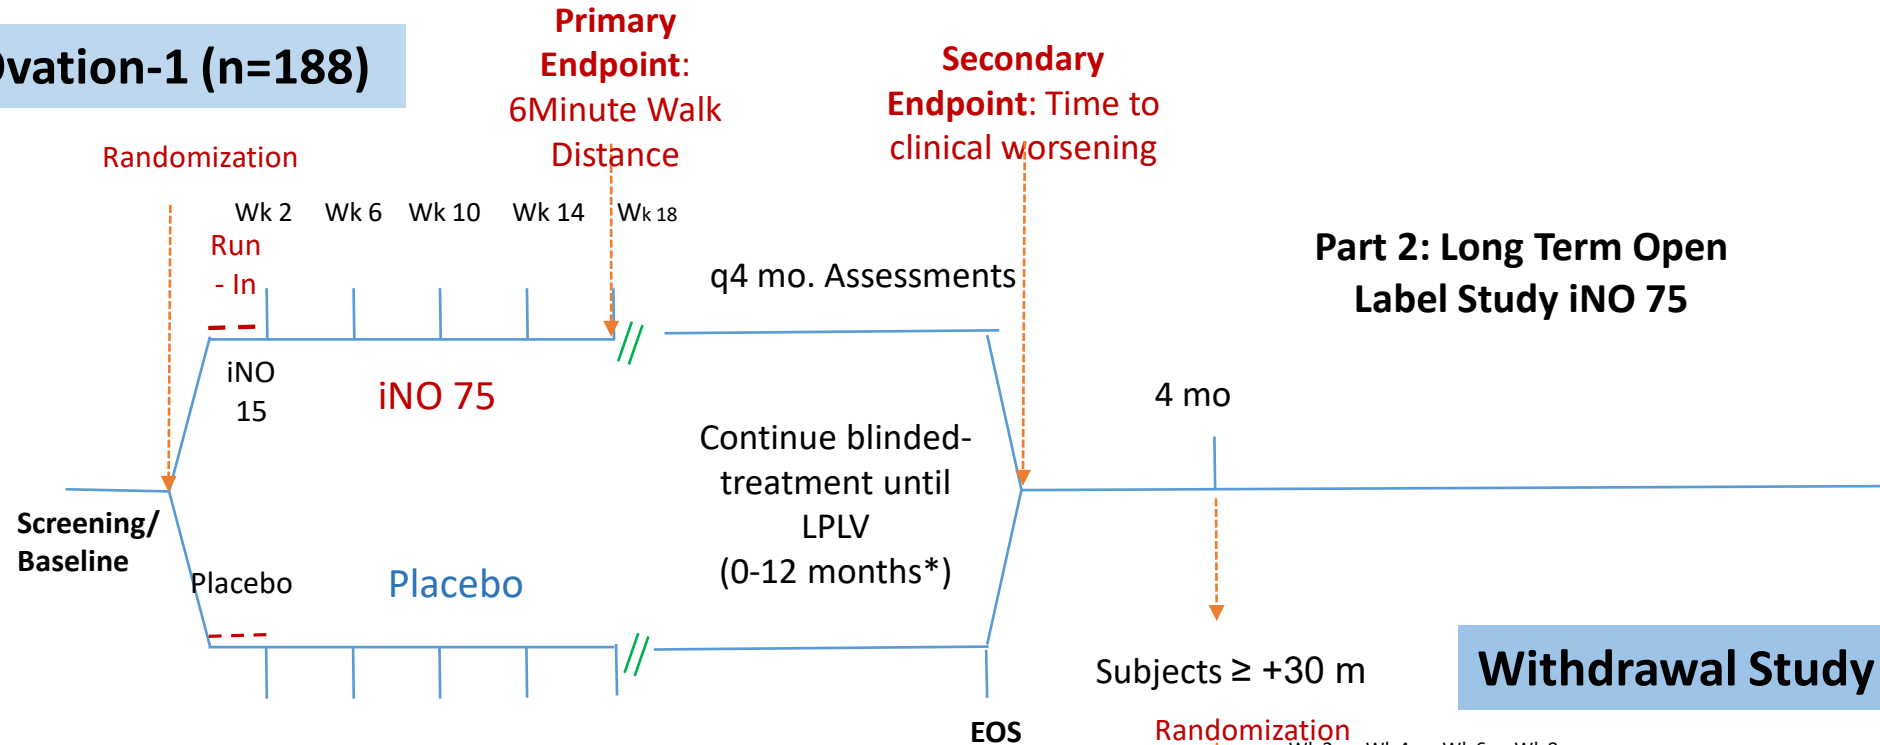 Ovation-1 (n=188)
Primary
Endpoint:
6Minute Walk
Distance
Secondary
Endpoint: Time to
clinical worsening
Randomization
Wk 2 Wk 6 Wk 10 Wk 14 Wk 18
Run
- In
q4 mo. Assessments
Part 2: Long Term Open
Label Study iNO 75
iNO
15
iNO 75
4 mo
Continue blinded-
treatment until
LPLV
(0-12 months*)
Screening/
Baseline
Placebo
Placebo
Subjects ≥ +30 m
Withdrawal Study
EOS
Randomization